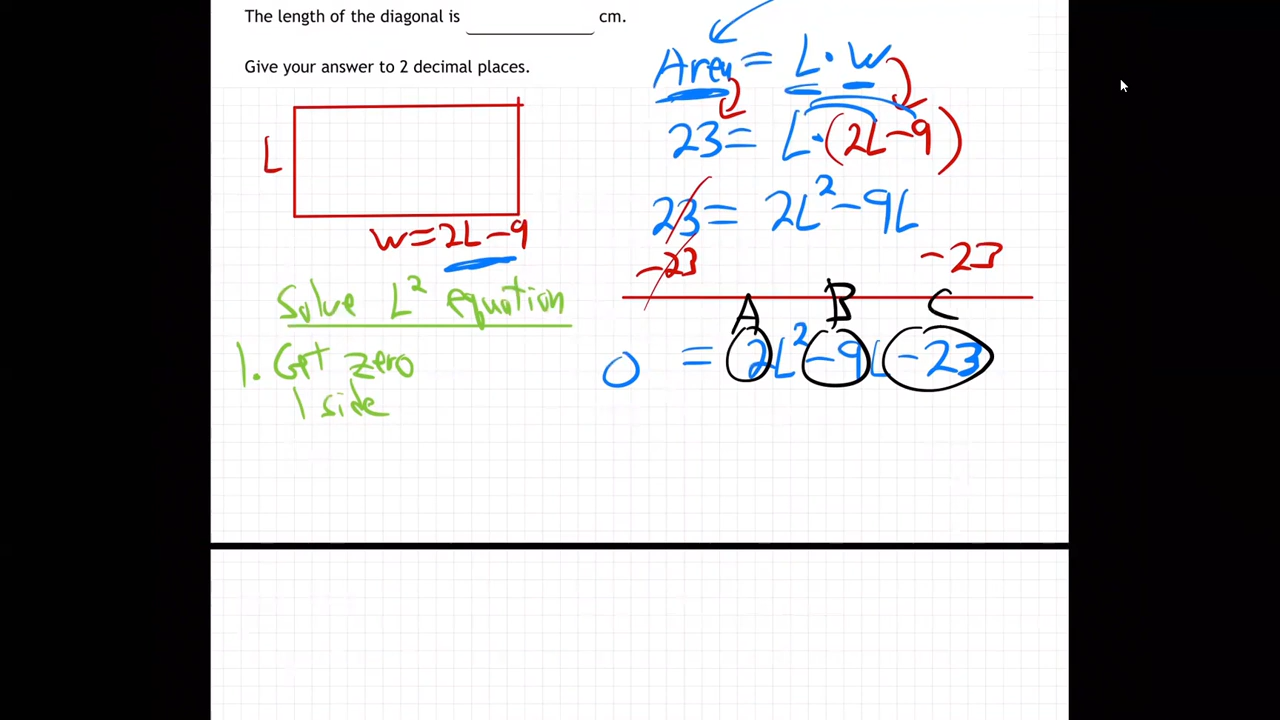 The length of the diagonal is ____________ cm.
Give your answer to 2 decimal places.
L
W=2L-9
Solve L² equation
1. Get zero
1 side
Area = L · W
23 = L·(2L-9)
23 = 2L²-9L
-23 -23
A B C
0 = 2L²-9L-23